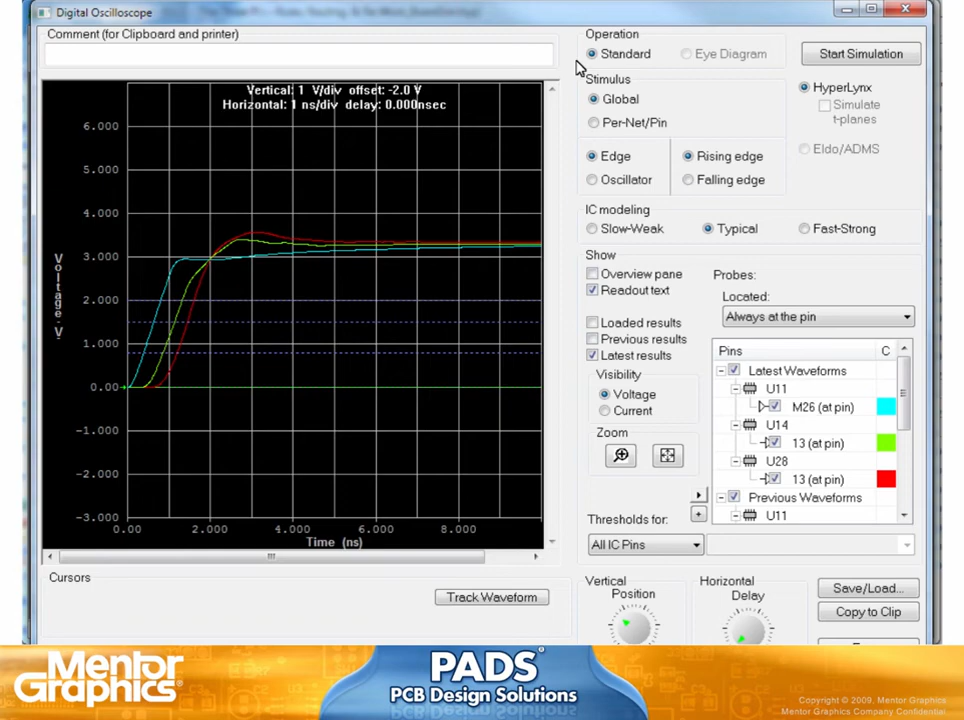 Digital Oscilloscope
Comment (for Clipboard and printer)
Vertical: 1 V/div offset: -2.0 V
Horizontal: 1 ns/div delay: 0.000nsec
6.000
5.000
4.000
3.000
2.000
1.000
0.00
-1.000
-2.000
-3.000
Voltage - V
0.00 2.000 4.000 6.000 8.000
Time (ns)
Cursors
Track Waveform
Operation
Standard
Eye Diagram
Start Simulation
Stimulus
Global
Per-Net/Pin
HyperLynx
Simulate
t-planes
Eldo/ADMS
Edge
Oscillator
Rising edge
Falling edge
IC modeling
Slow-Weak
Typical
Fast-Strong
Show
Overview pane
Readout text
Loaded results
Previous results
Latest results
Visibility
Voltage
Current
Zoom
Probes:
Located:
Always at the pin
Pins C
Latest Waveforms
U11
M26 (at pin)
U14
13 (at pin)
U28
13 (at pin)
Previous Waveforms
U11
Thresholds for:
All IC Pins
Vertical
Position
Horizontal
Delay
Save/Load...
Copy to Clip
Mentor
Graphics
PADS
PCB Design Solutions
Copyright © 2009, Mentor Graphics
Mentor Graphics Company Confidential